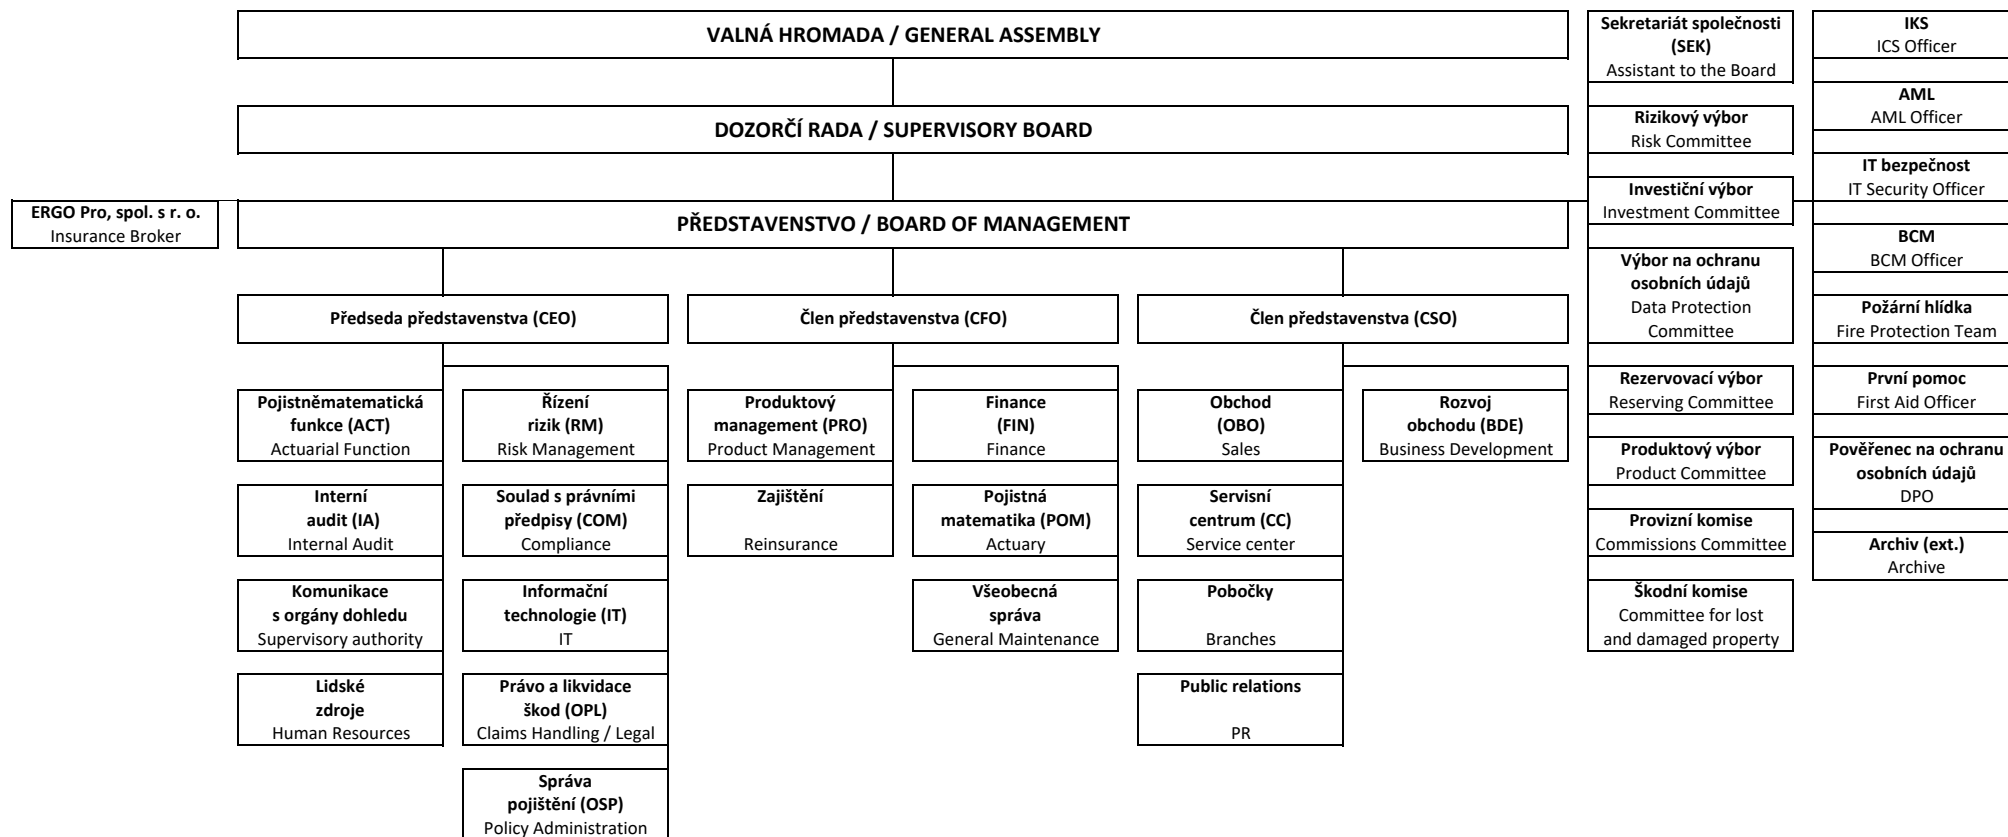 VALNÁ HROMADA / GENERAL ASSEMBLY
DOZORČÍ RADA / SUPERVISORY BOARD
ERGO Pro, spol. s r. o.
Insurance Broker
PŘEDSTAVENSTVO / BOARD OF MANAGEMENT
Předseda představenstva (CEO)
Člen představenstva (CFO)
Člen představenstva (CSO)
Pojistněmatematická
funkce (ACT)
Actuarial Function
Interní
audit (IA)
Internal Audit
Komunikace
s orgány dohledu
Supervisory authority
Lidské
zdroje
Human Resources
Řízení
rizik (RM)
Risk Management
Soulad s právními
předpisy (COM)
Compliance
Informační
technologie (IT)
IT
Právo a likvidace
škod (OPL)
Claims Handling / Legal
Správa
pojištění (OSP)
Policy Administration
Produktový
management (PRO)
Product Management
Zajištění
Reinsurance
Finance
(FIN)
Finance
Pojistná
matematika (POM)
Actuary
Všeobecná
správa
General Maintenance
Obchod
(OBO)
Sales
Servisní
centrum (CC)
Service center
Pobočky
Branches
Public relations
PR
Rozvoj
obchodu (BDE)
Business Development
Sekretariát společnosti
(SEK)
Assistant to the Board
Rizikový výbor
Risk Committee
Investiční výbor
Investment Committee
Výbor na ochranu
osobních údajů
Data Protection
Committee
Rezervovací výbor
Reserving Committee
Produktový výbor
Product Committee
Provizní komise
Commissions Committee
Škodní komise
Committee for lost
and damaged property
IKS
ICS Officer
AML
AML Officer
IT bezpečnost
IT Security Officer
BCM
BCM Officer
Požární hlídka
Fire Protection Team
První pomoc
First Aid Officer
Pověřenec na ochranu
osobních údajů
DPO
Archiv (ext.)
Archive